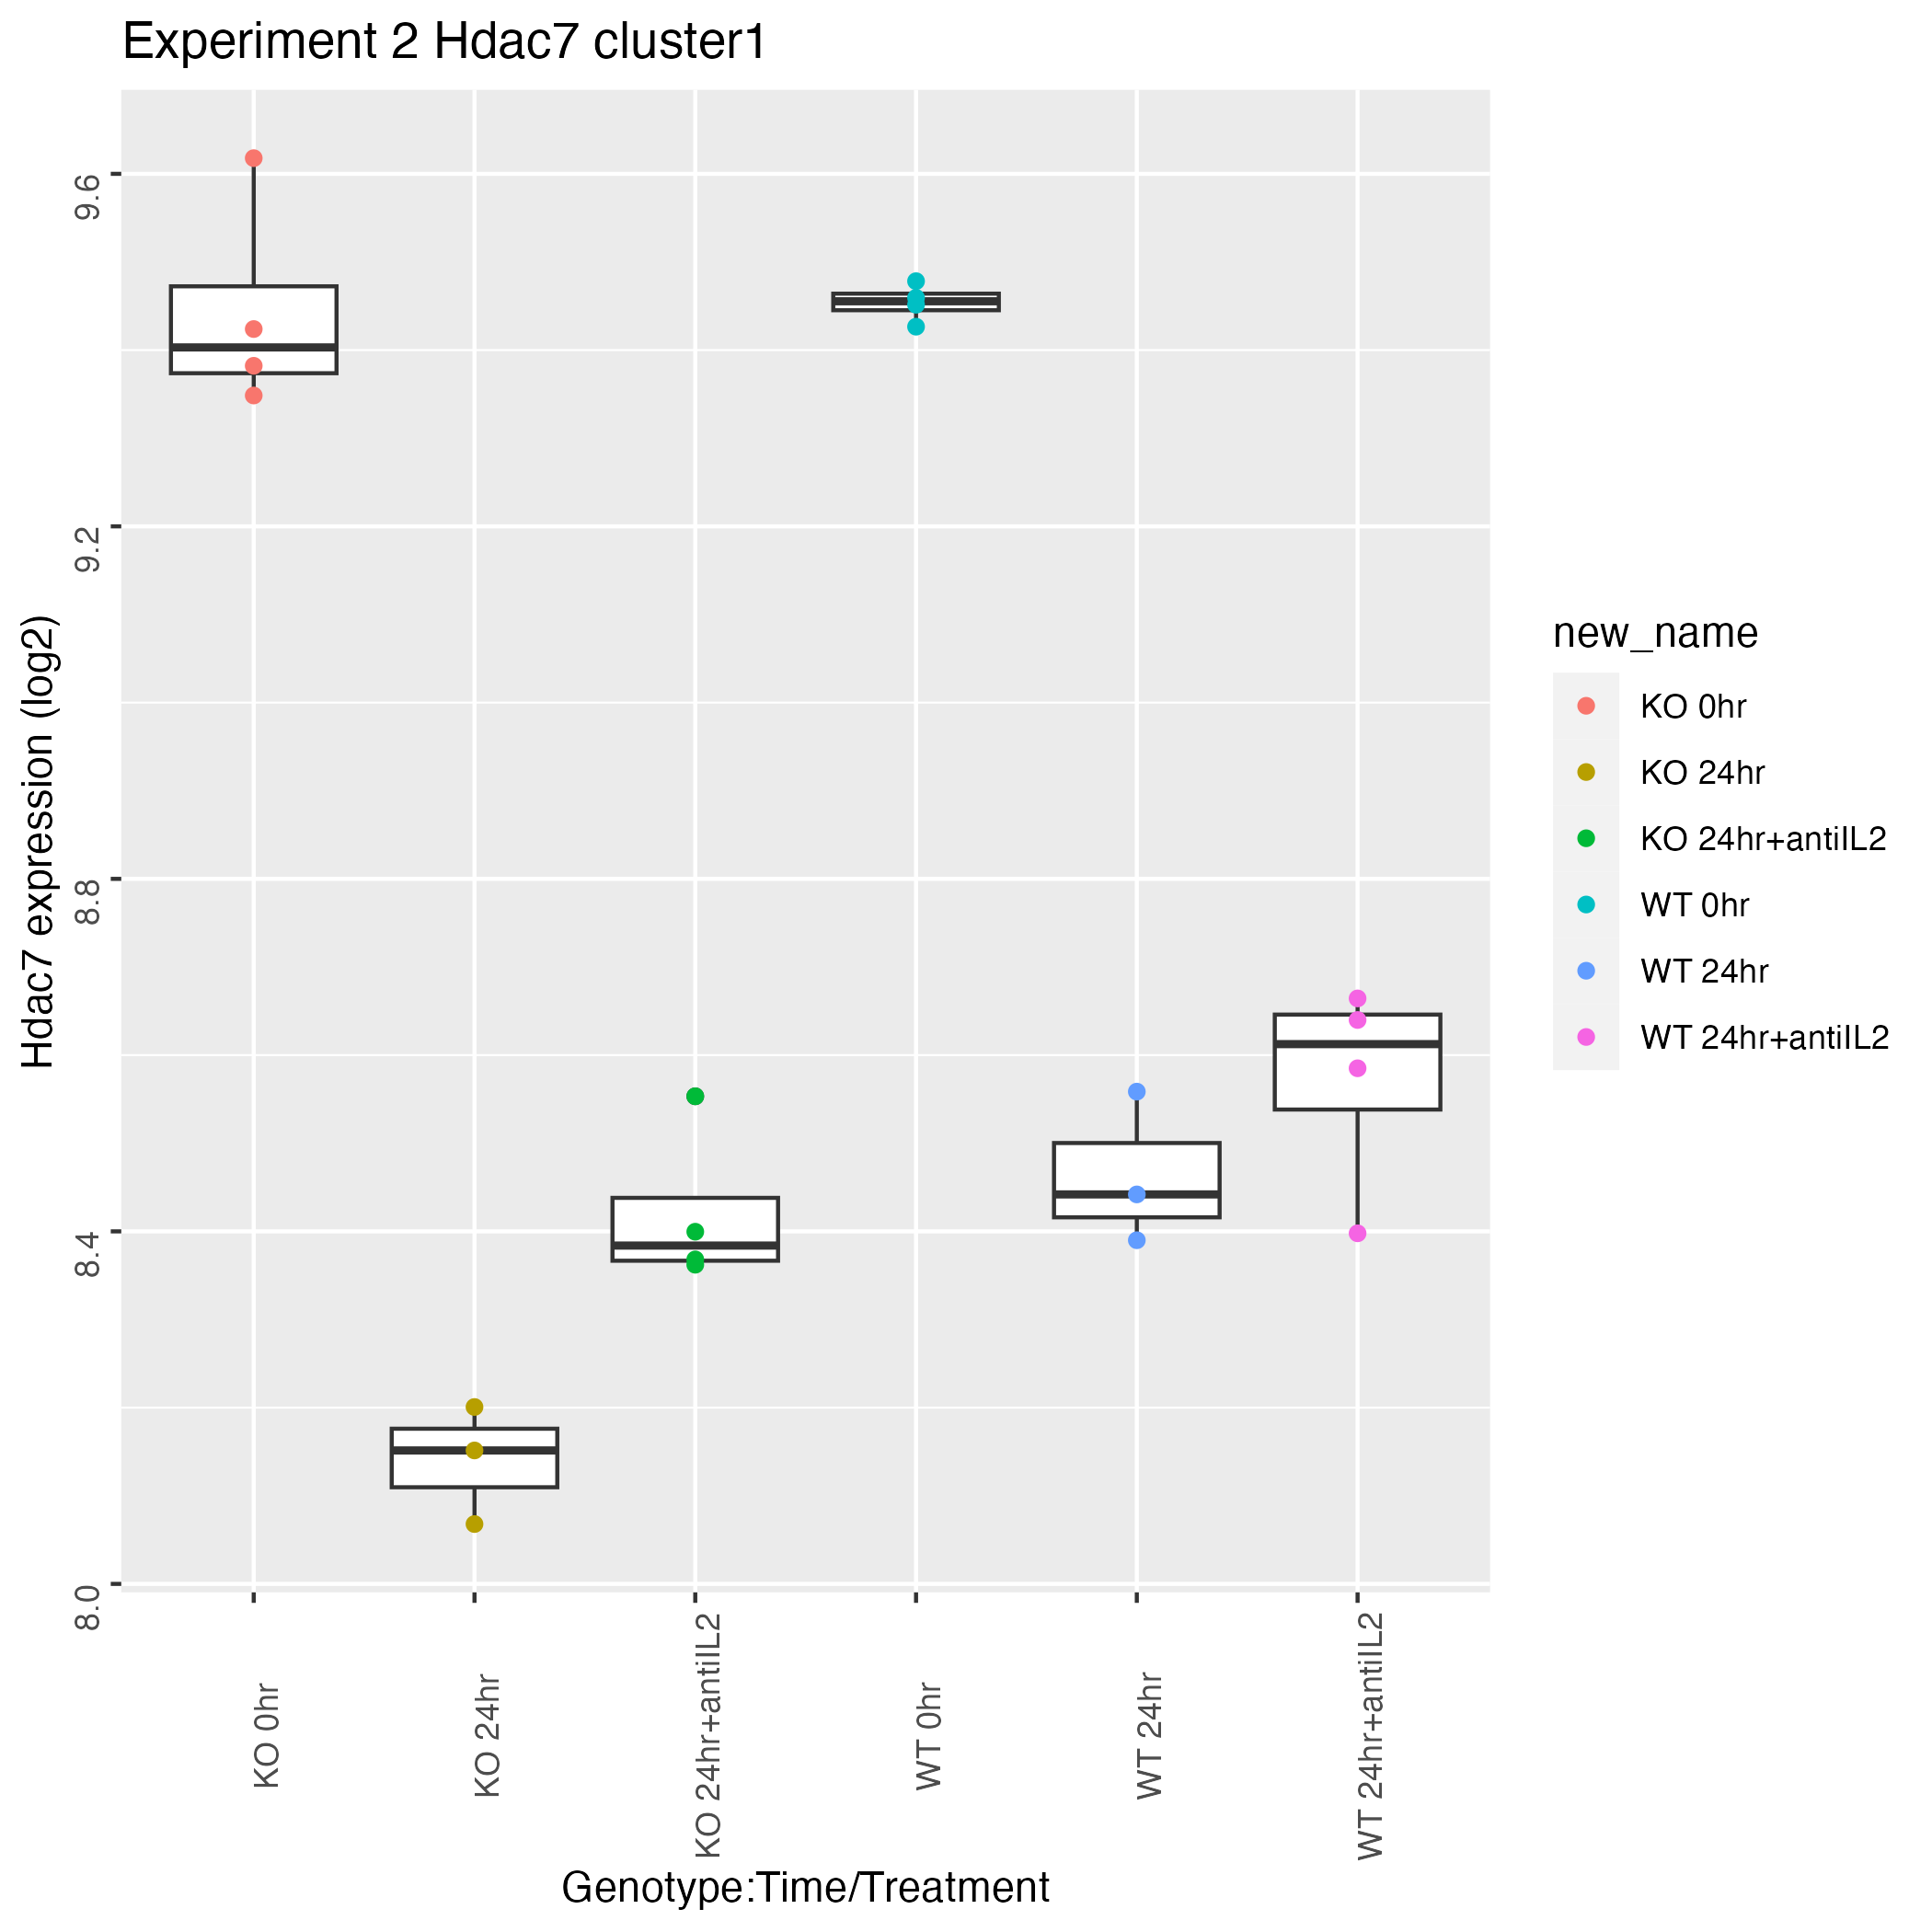 Experiment 2 Hdac7 cluster1
Hdac7 expression (log2)
9.6
9.2
8.8
8.4
8.0
KO 0hr
KO 24hr
KO 24hr+antiIL2
WT 0hr
WT 24hr
WT 24hr+antiIL2
Genotype:Time/Treatment
new_name
KO 0hr
KO 24hr
KO 24hr+antiIL2
WT 0hr
WT 24hr
WT 24hr+antiIL2